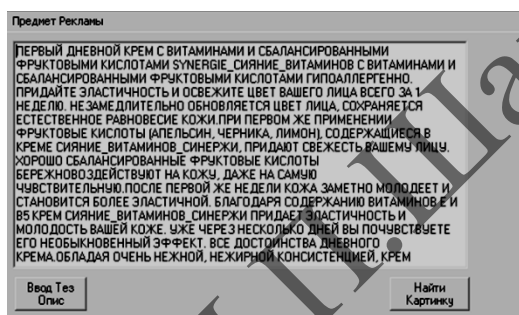 Предмет Рекламы
ПЕРВЫЙ ДНЕВНОЙ КРЕМ С ВИТАМИНАМИ И СБАЛАНСИРОВАННЫМИ
ФРУКТОВЫМИ КИСЛОТАМИ SYNERGIE_СИЯНИЕ_ВИТАМИНОВ С ВИТАМИНАМИ И
СБАЛАНСИРОВАННЫМИ ФРУКТОВЫМИ КИСЛОТАМИ ГИПОАЛЛЕРГЕННО.
ПРИДАЙТЕ ЭЛАСТИЧНОСТЬ И ОСВЕЖИТЕ ЦВЕТ ВАШЕГО ЛИЦА ВСЕГО ЗА 1
НЕДЕЛЮ. НЕЗАМЕДЛИТЕЛЬНО ОБНОВЛЯЕТСЯ ЦВЕТ ЛИЦА, СОХРАНЯЕТСЯ
ЕСТЕСТВЕННОЕ РАВНОВЕСИЕ КОЖИ.ПРИ ПЕРВОМ ЖЕ ПРИМЕНЕНИИ
ФРУКТОВЫЕ КИСЛОТЫ (АПЕЛЬСИН, ЧЕРНИКА, ЛИМОН), СОДЕРЖАЩИЕСЯ В
КРЕМЕ СИЯНИЕ_ВИТАМИНОВ_СИНЕРЖИ, ПРИДАЮТ СВЕЖЕСТЬ ВАШЕМУ ЛИЦУ.
ХОРОШО СБАЛАНСИРОВАННЫЕ ФРУКТОВЫЕ КИСЛОТЫ
БЕРЕЖНОВОЗДЕЙСТВУЮТ НА КОЖУ, ДАЖЕ НА САМУЮ
ЧУВСТВИТЕЛЬНУЮ.ПОСЛЕ ПЕРВОЙ ЖЕ НЕДЕЛИ КОЖА ЗАМЕТНО МОЛОДЕЕТ И
СТАНОВИТСЯ БОЛЕЕ ЭЛАСТИЧНОЙ. БЛАГОДАРЯ СОДЕРЖАНИЮ ВИТАМИНОВ Е И
В5 КРЕМ СИЯНИЕ_ВИТАМИНОВ_СИНЕРЖИ ПРИДАЕТ ЭЛАСТИЧНОСТЬ И
МОЛОДОСТЬ ВАШЕЙ КОЖЕ. УЖЕ ЧЕРЕЗ НЕСКОЛЬКО ДНЕЙ ВЫ ПОЧУВСТВУЕТЕ
ЕГО НЕОБЫКНОВЕННЫЙ ЭФФЕКТ. ВСЕ ДОСТОИНСТВА ДНЕВНОГО
КРЕМА.ОБЛАДАЯ ОЧЕНЬ НЕЖНОЙ, НЕЖИРНОЙ КОНСИСТЕНЦИЕЙ, КРЕМ
Ввод Тез
Опис
Найти
Картинку